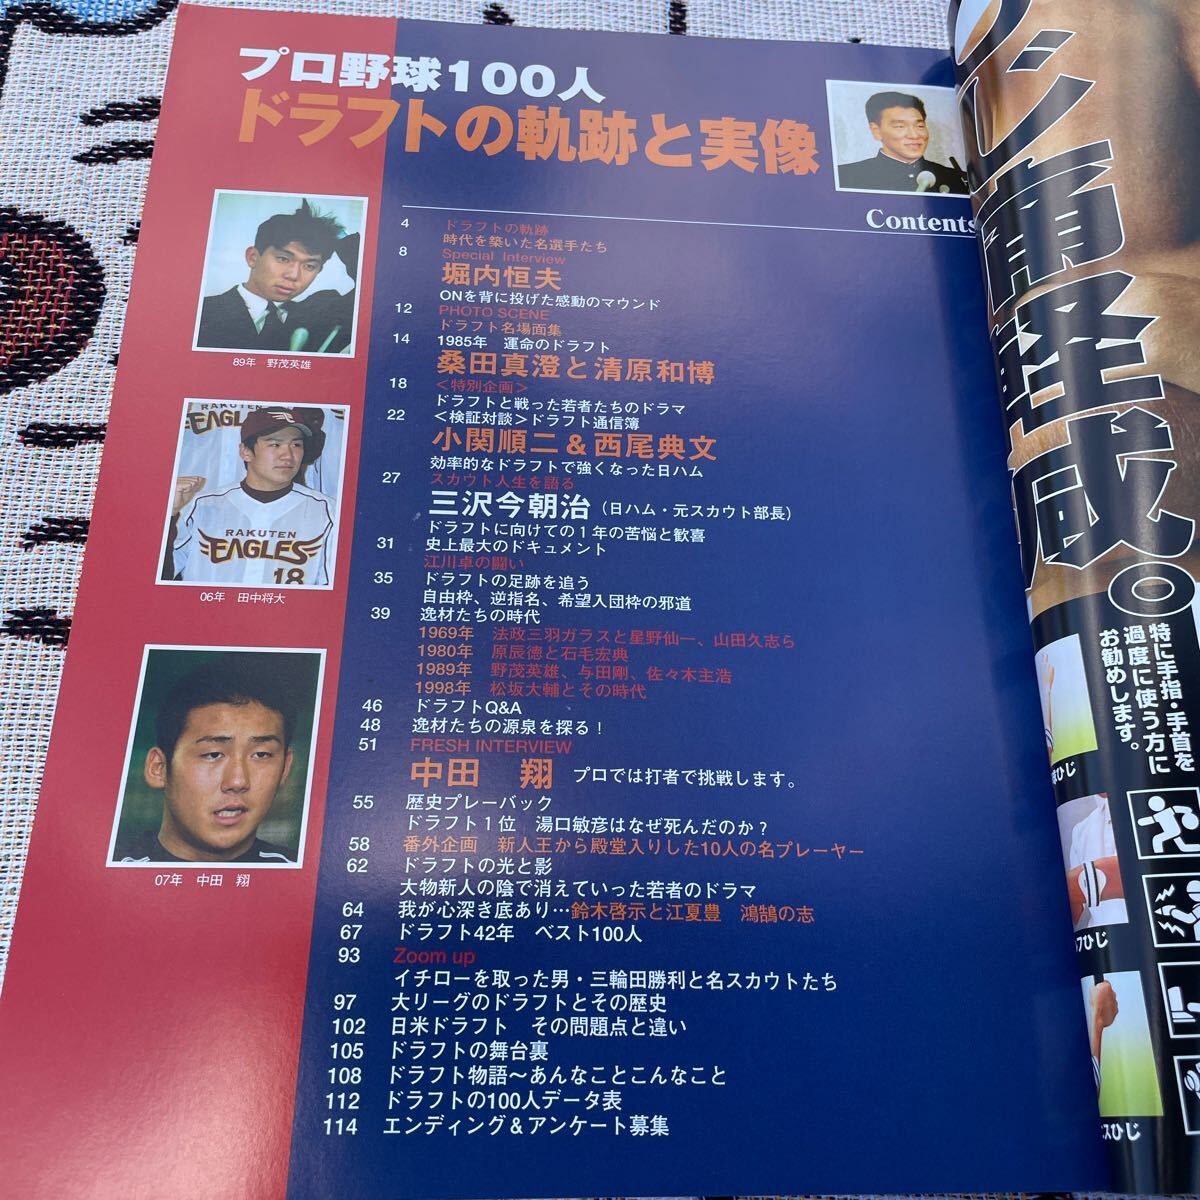 プロ野球100人
ドラフトの軌跡と実像
Contents
89年 野茂英雄
RAKUTEN
EAGLES
RAKUTEN
EAGLES
18
06年 田中将大
07年 中田 翔
4 ドラフトの軌跡
時代を築いた名選手たち
8 Special Interview
堀内恒夫
ONを背に投げた感動のマウンド
12 PHOTO SCENE
ドラフト名場面集
14 1985年 運命のドラフト
桑田真澄と清原和博
18 <特別企画>
ドラフトと戦った若者たちのドラマ
22 <検証対談>ドラフト通信簿
小関順二&西尾典文
効率的なドラフトで強くなった日ハム
27 スカウト人生を語る
三沢今朝治(日ハム・元スカウト部長)
ドラフトに向けての1年の苦悩と歓喜
31 史上最大のドキュメント
江川卓の闘い
35 ドラフトの足跡を追う
自由枠、逆指名、希望入団枠の邪道
39 逸材たちの時代
1969年 法政三羽ガラスと星野仙一、山田久志ら
1980年 原辰徳と石毛宏典
1989年 野茂英雄、与田剛、佐々木主浩
1998年 松坂大輔とその時代
46 ドラフトQ&A
48 逸材たちの源泉を探る!
51 FRESH INTERVIEW
中田 翔 プロでは打者で挑戦します。
55 歴史プレーバック
ドラフト1位 湯口敏彦はなぜ死んだのか?
58 番外企画 新人王から殿堂入りした10人の名プレーヤー
62 ドラフトの光と影
大物新人の陰で消えていった若者のドラマ
64 我が心深き底あり…鈴木啓示と江夏豊 鴻鵠の志
67 ドラフト42年 ベスト100人
93 Zoom up
イチローを取った男・三輪田勝利と名スカウトたち
97 大リーグのドラフトとその歴史
102 日米ドラフト その問題点と違い
105 ドラフトの舞台裏
108 ドラフト物語〜あんなことこんなこと
112 ドラフトの100人データ表
114 エンディング&アンケート募集
特に手指・手首を
過度に使う方に
お勧めします。
ひじ
フひじ
ニスひじ